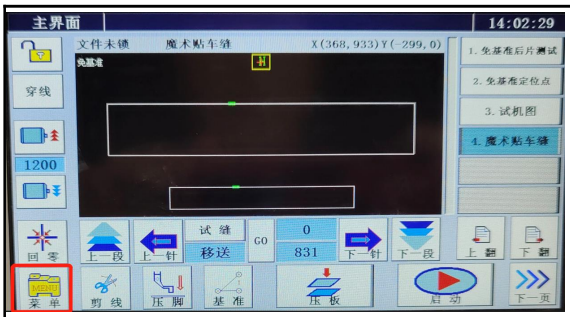 主界面
14:02:29
文件未锁 魔术贴车缝 X(368,933)Y(-299,0)
免基准
穿线
1200
回零
1.免基准后片测试
2.免基准定位点
3.试机图
4.魔术贴车缝
上一段
上一针
试缝
移送
GO
0
831
下一针
下一段
上翻
下翻
MENU
菜单
剪线
压脚
基准
压板
启动
下一页